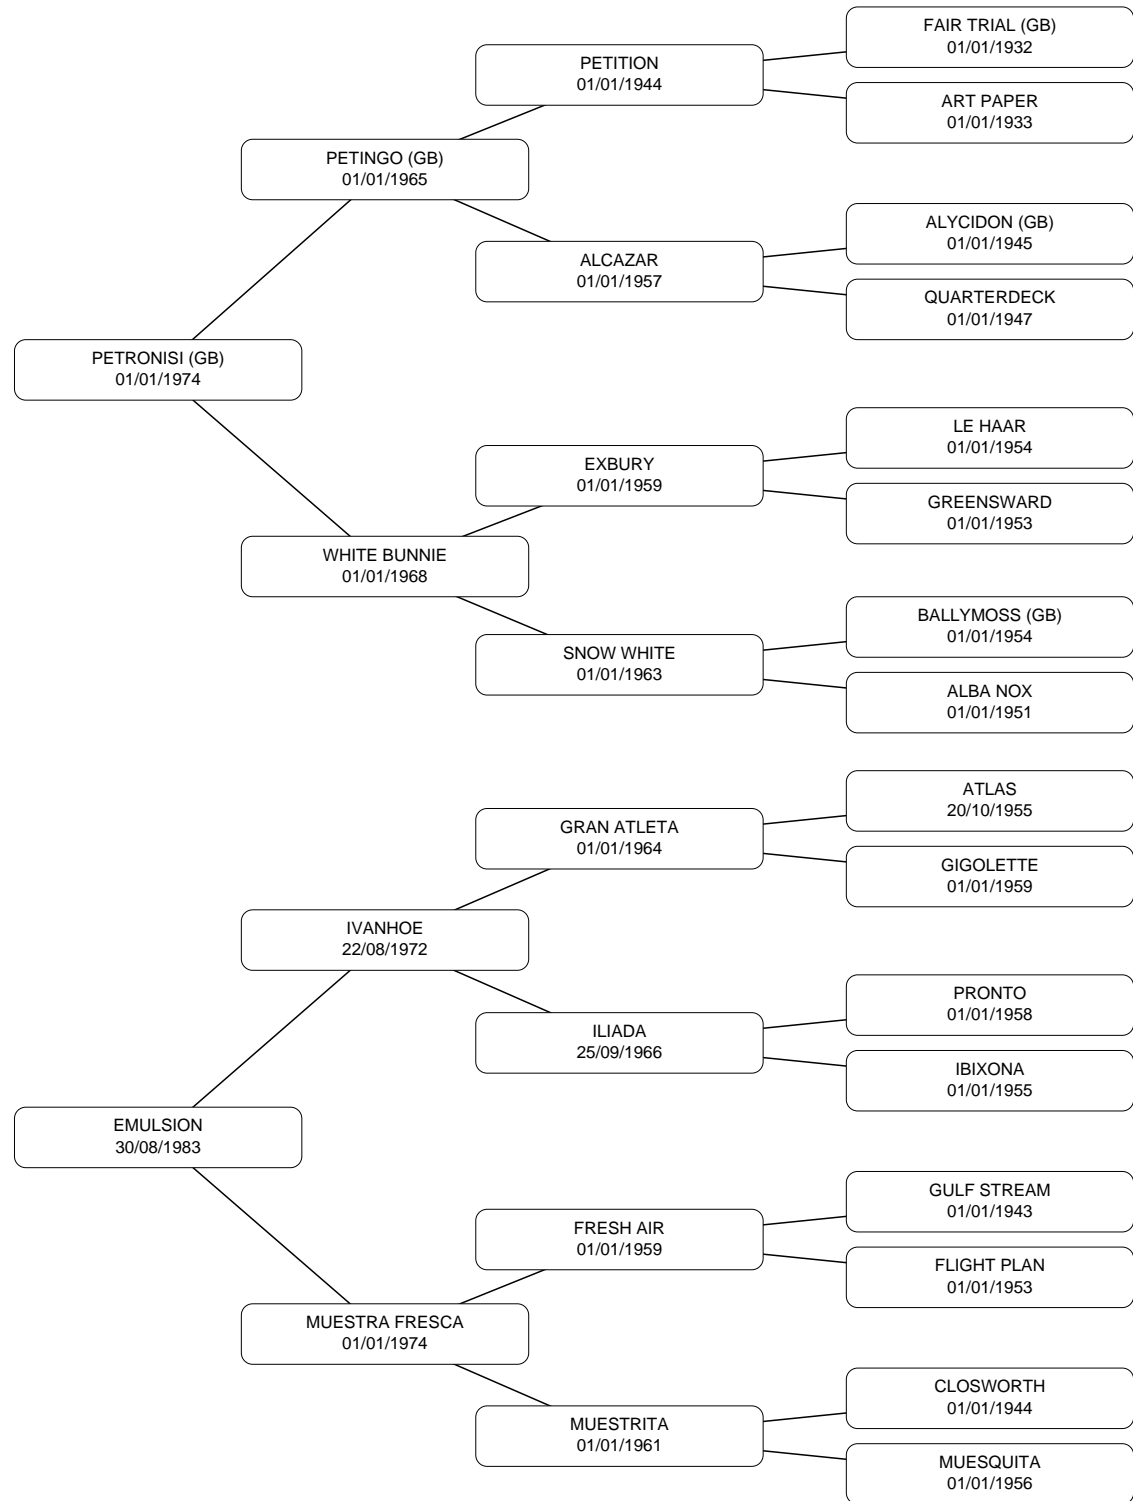 FAIR TRIAL (GB)
01/01/1932
PETITION
01/01/1944
ART PAPER
01/01/1933
PETINGO (GB)
01/01/1965
ALYCIDON (GB)
01/01/1945
ALCAZAR
01/01/1957
QUARTERDECK
01/01/1947
PETRONISI (GB)
01/01/1974
LE HAAR
01/01/1954
EXBURY
01/01/1959
GREENSWARD
01/01/1953
WHITE BUNNIE
01/01/1968
BALLYMOSS (GB)
01/01/1954
SNOW WHITE
01/01/1963
ALBA NOX
01/01/1951
ATLAS
20/10/1955
GRAN ATLETA
01/01/1964
GIGOLETTE
01/01/1959
IVANHOE
22/08/1972
PRONTO
01/01/1958
ILIADA
25/09/1966
IBIXONA
01/01/1955
EMULSION
30/08/1983
GULF STREAM
01/01/1943
FRESH AIR
01/01/1959
FLIGHT PLAN
01/01/1953
MUESTRA FRESCA
01/01/1974
CLOSWORTH
01/01/1944
MUESTRITA
01/01/1961
MUESQUITA
01/01/1956